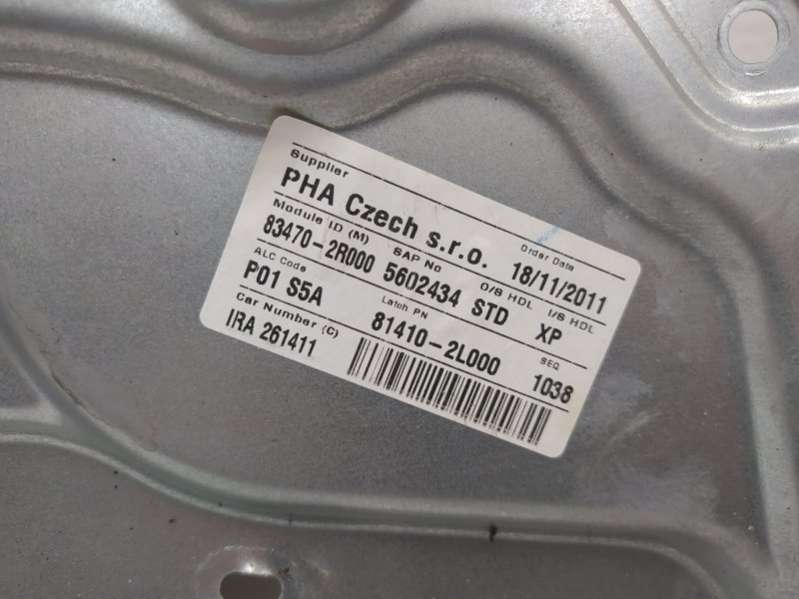 Supplier
PHA Czech s.r.o.
Order Date
18/11/2011
Module ID (M) SAP No O/S HDL I/S HDL
83470-2R000 5602434 STD XP
ALC Code Latch PN SEQ
P01 S5A 81410-2L000 1038
Car Number (C)
IRA 261411